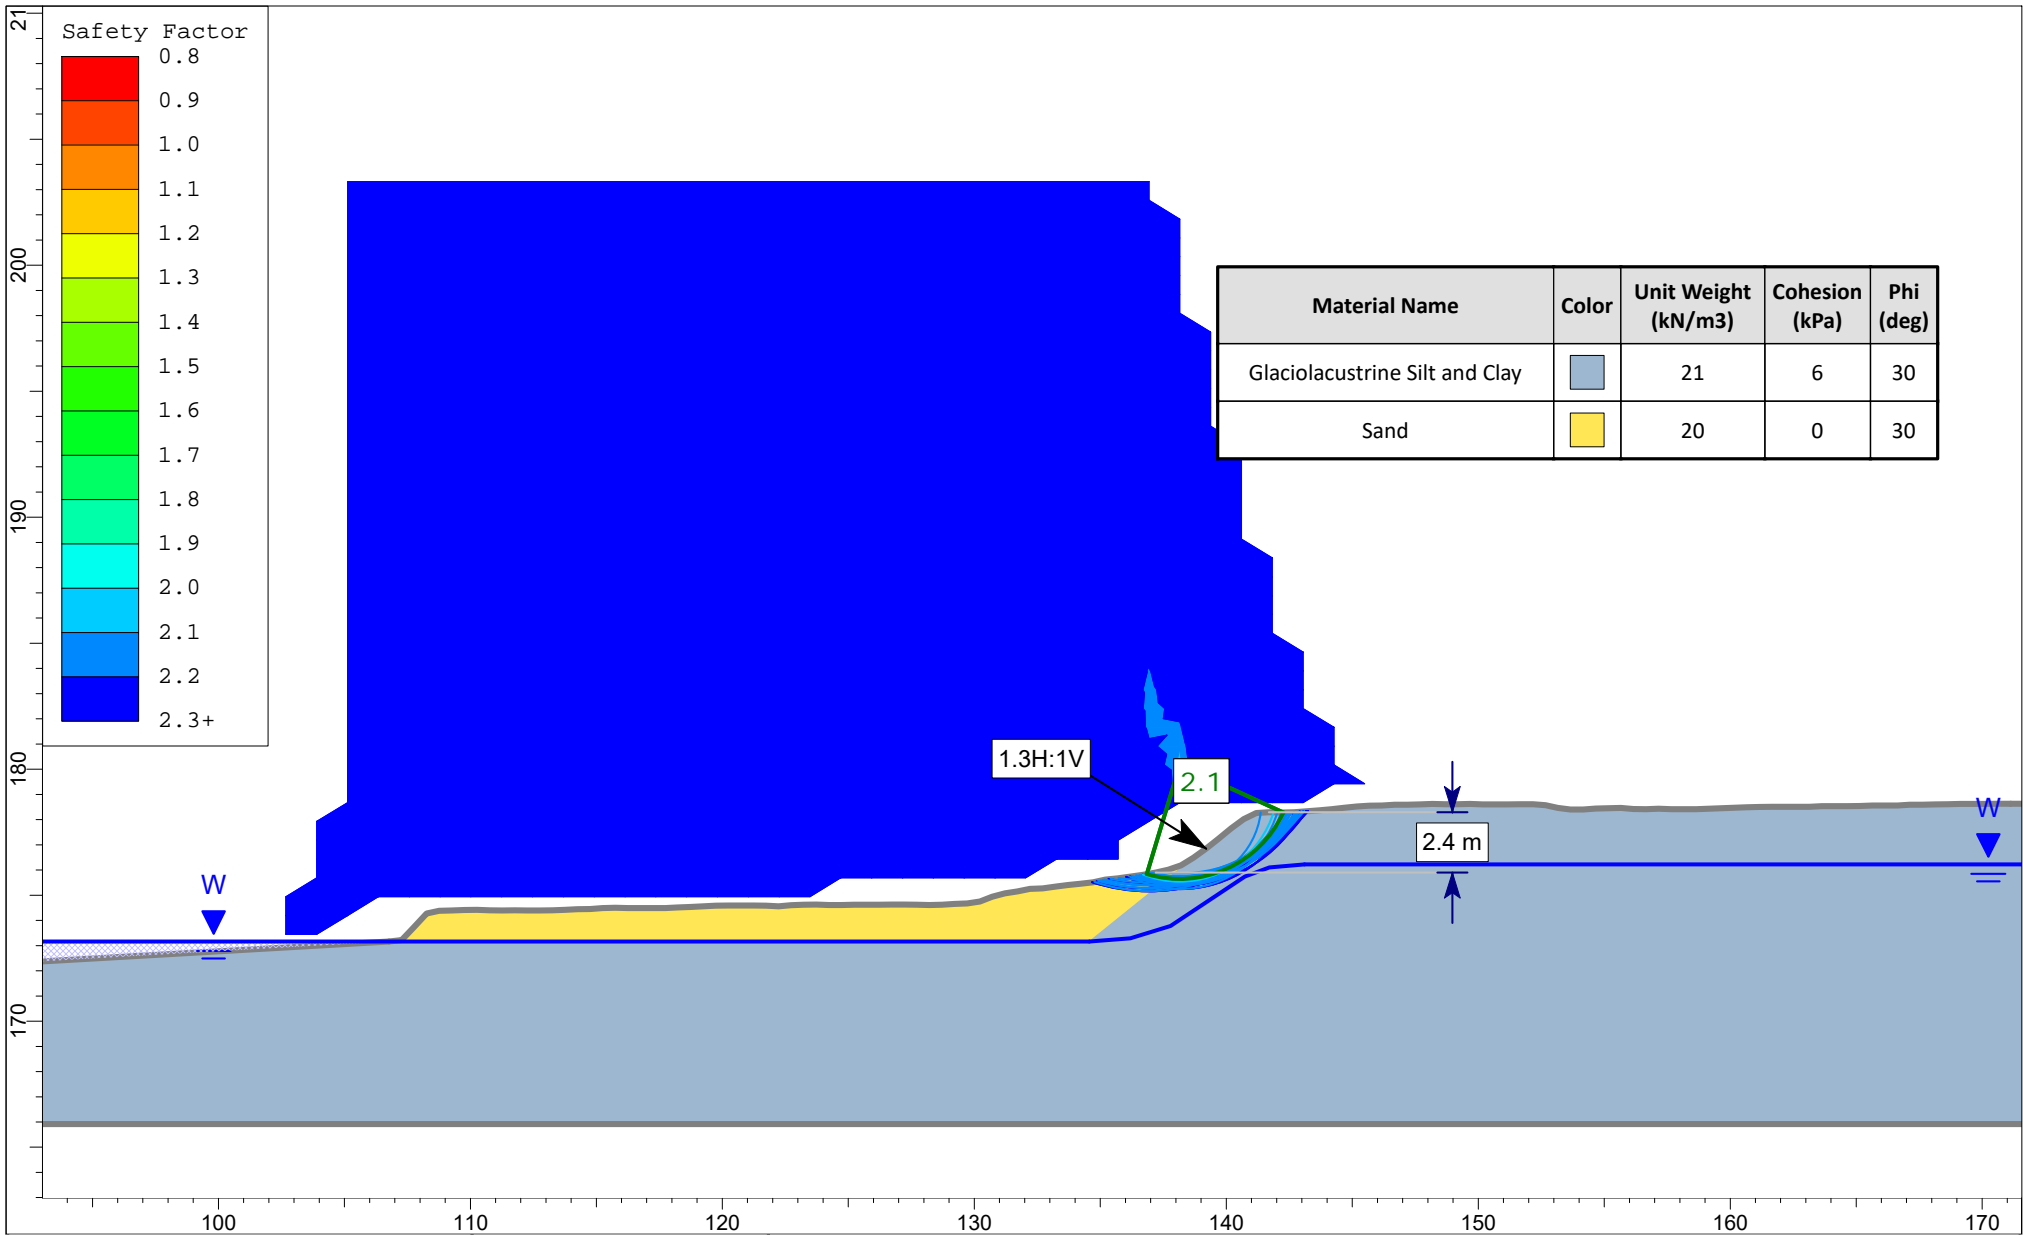 Safety Factor
0.8
0.9
1.0
1.1
1.2
1.3
1.4
1.5
1.6
1.7
1.8
1.9
2.0
2.1
2.2
2.3+
21
200
190
180
170
Material Name Color Unit Weight (kN/m3) Cohesion (kPa) Phi (deg)
Glaciolacustrine Silt and Clay 21 6 30
Sand 20 0 30
1.3H:1V
2.1
2.4 m
W
W
100 110 120 130 140 150 160 170